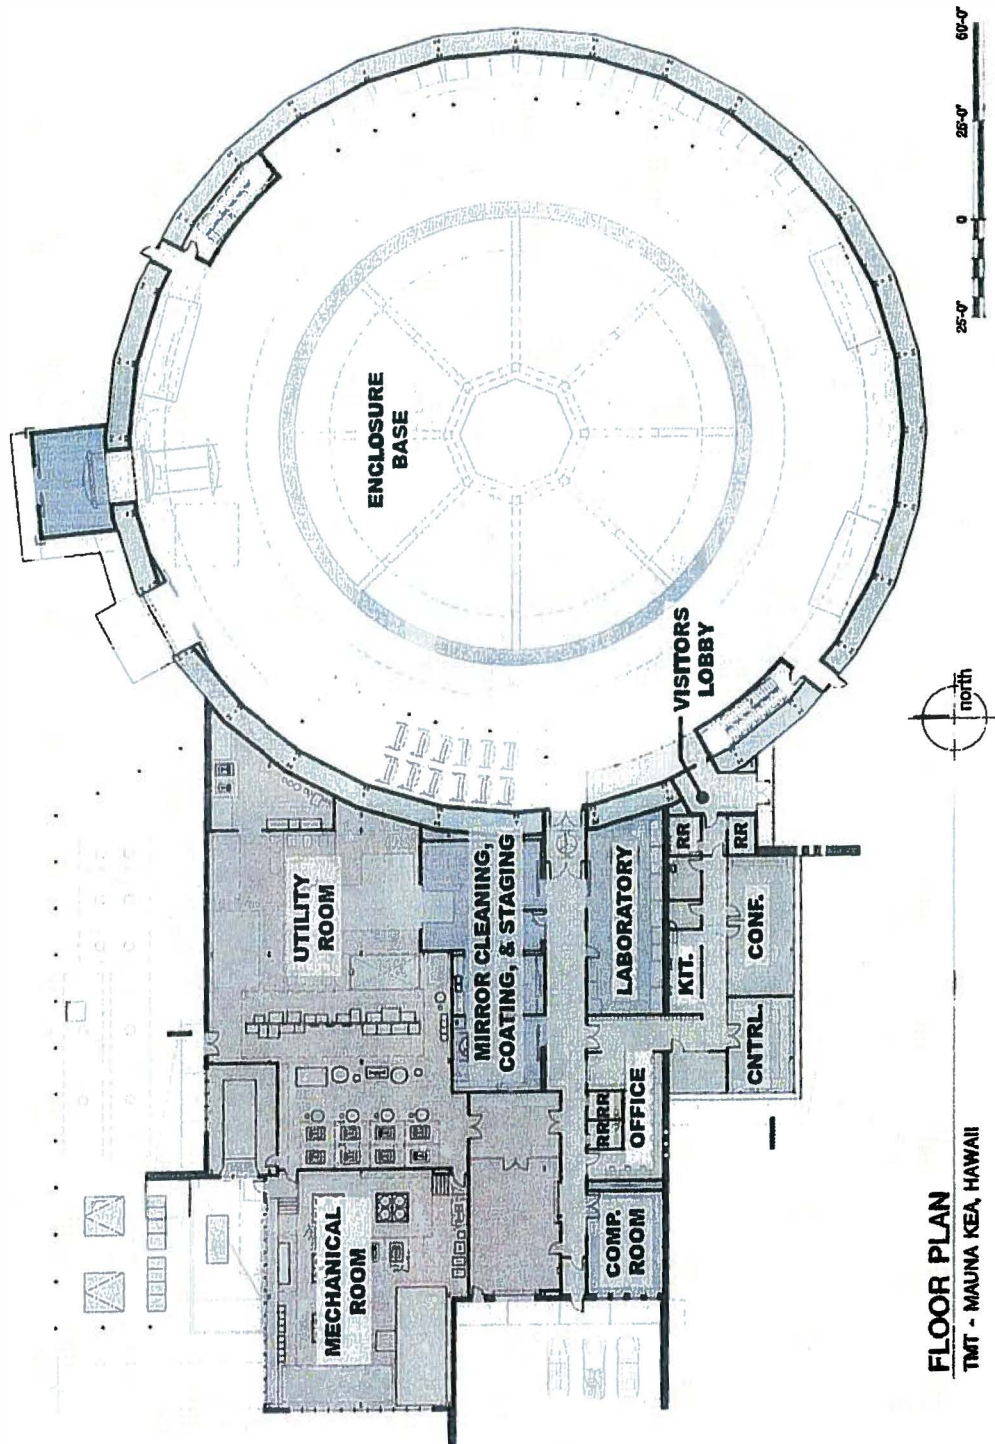 ENCLOSURE
BASE
VISITORS
LOBBY
UTILITY
ROOM
MIRROR CLEANING,
COATING, & STAGING
LABORATORY
RR
RR
KIT.
CONF.
CNTRL.
OFFICE
RR RR
MECHANICAL
ROOM
COMP.
ROOM
FLOOR PLAN
TMT - MAUNA KEA, HAWAII
north
25'-0" 0 25'-0" 60'-0"